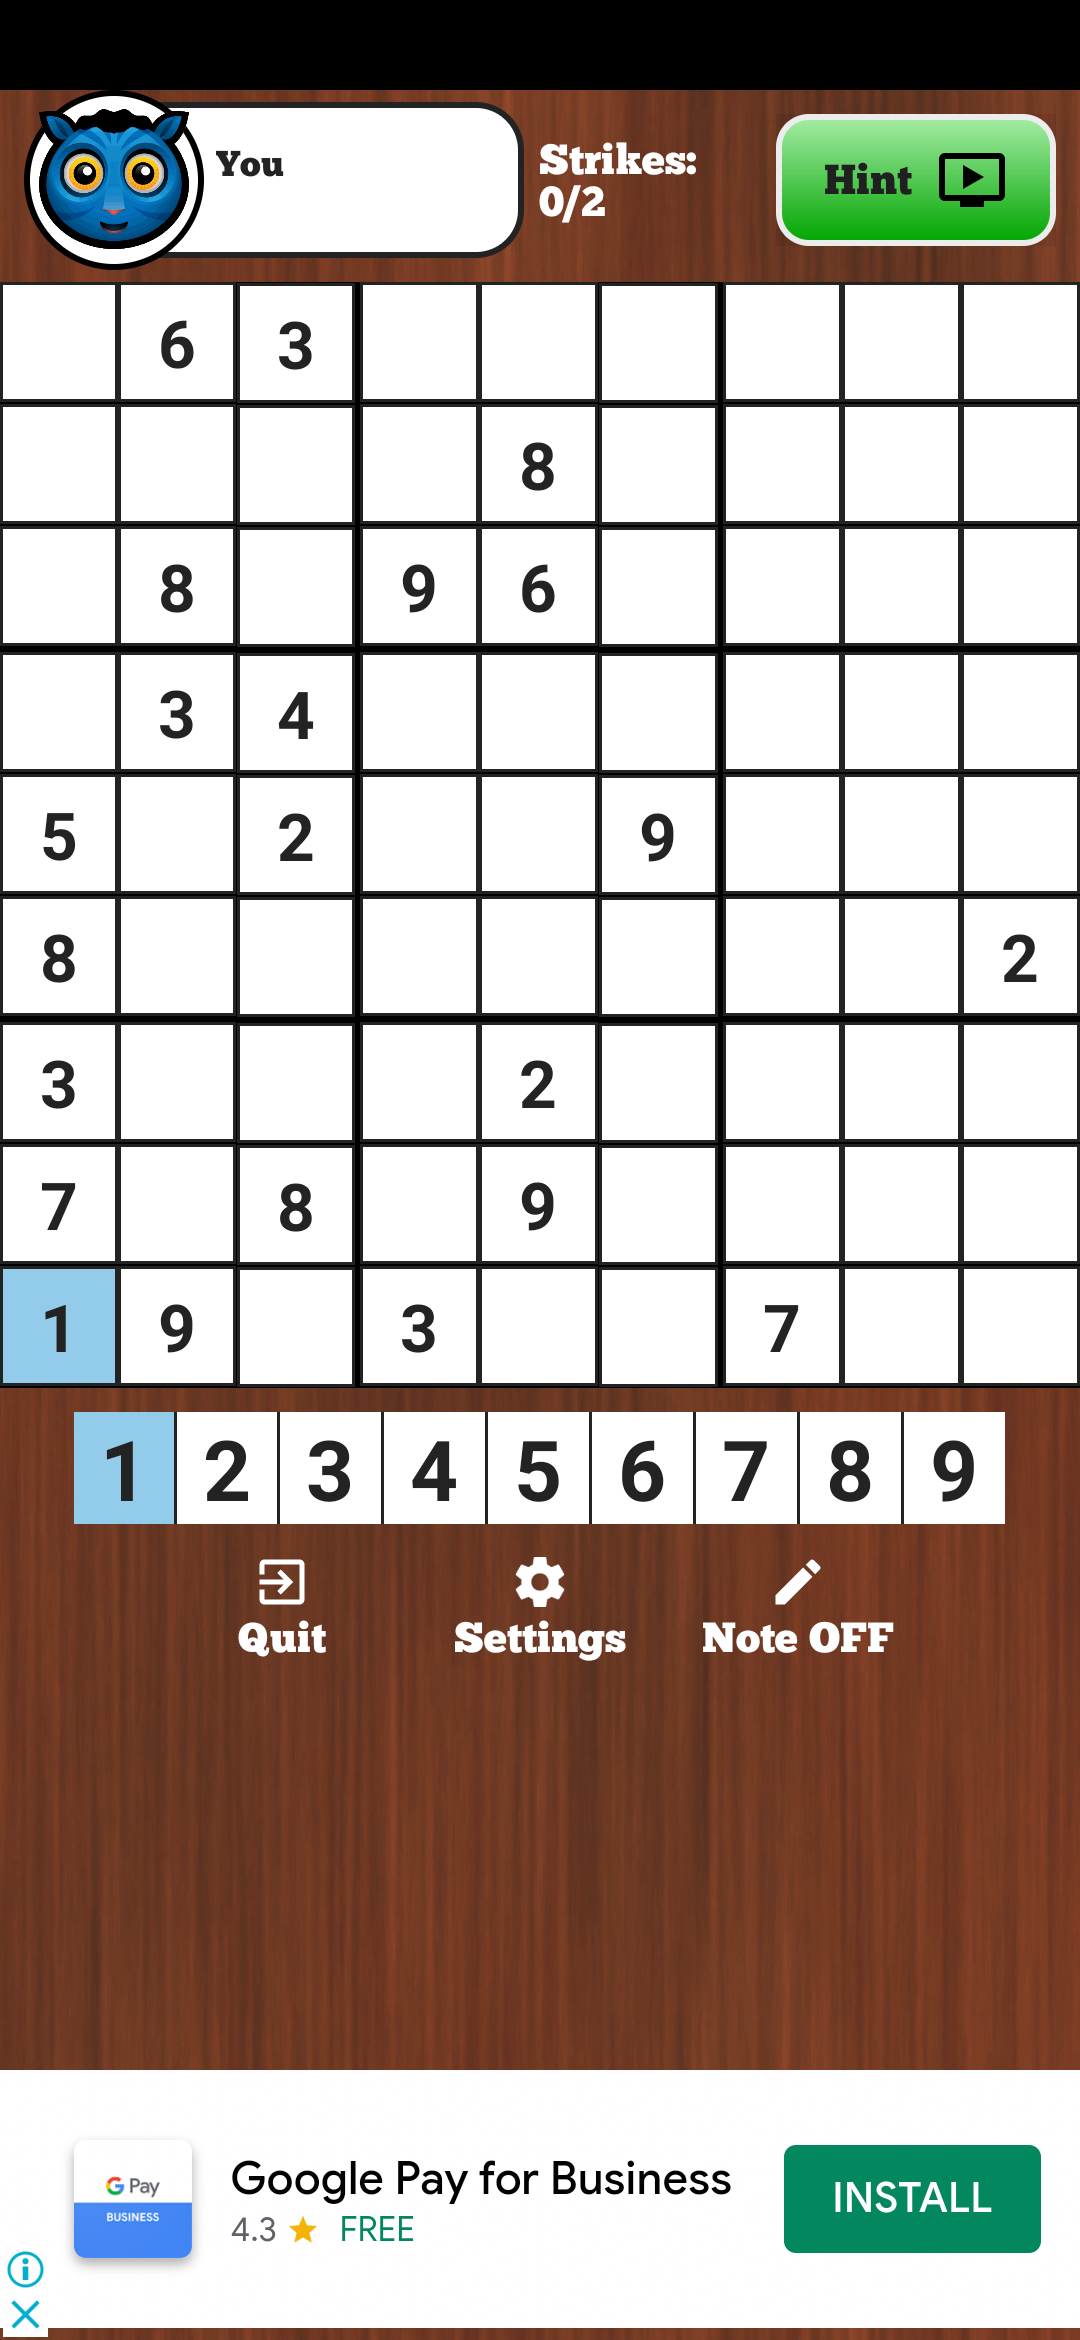 You
Strikes:
0/2
Hint
6 3
8
8 9 6
3 4
5 2 9
8 2
3 2
7 8 9
1 9 3 7
1 2 3 4 5 6 7 8 9
Quit Settings Note OFF
G Pay
BUSINESS
Google Pay for Business
4.3 FREE
INSTALL